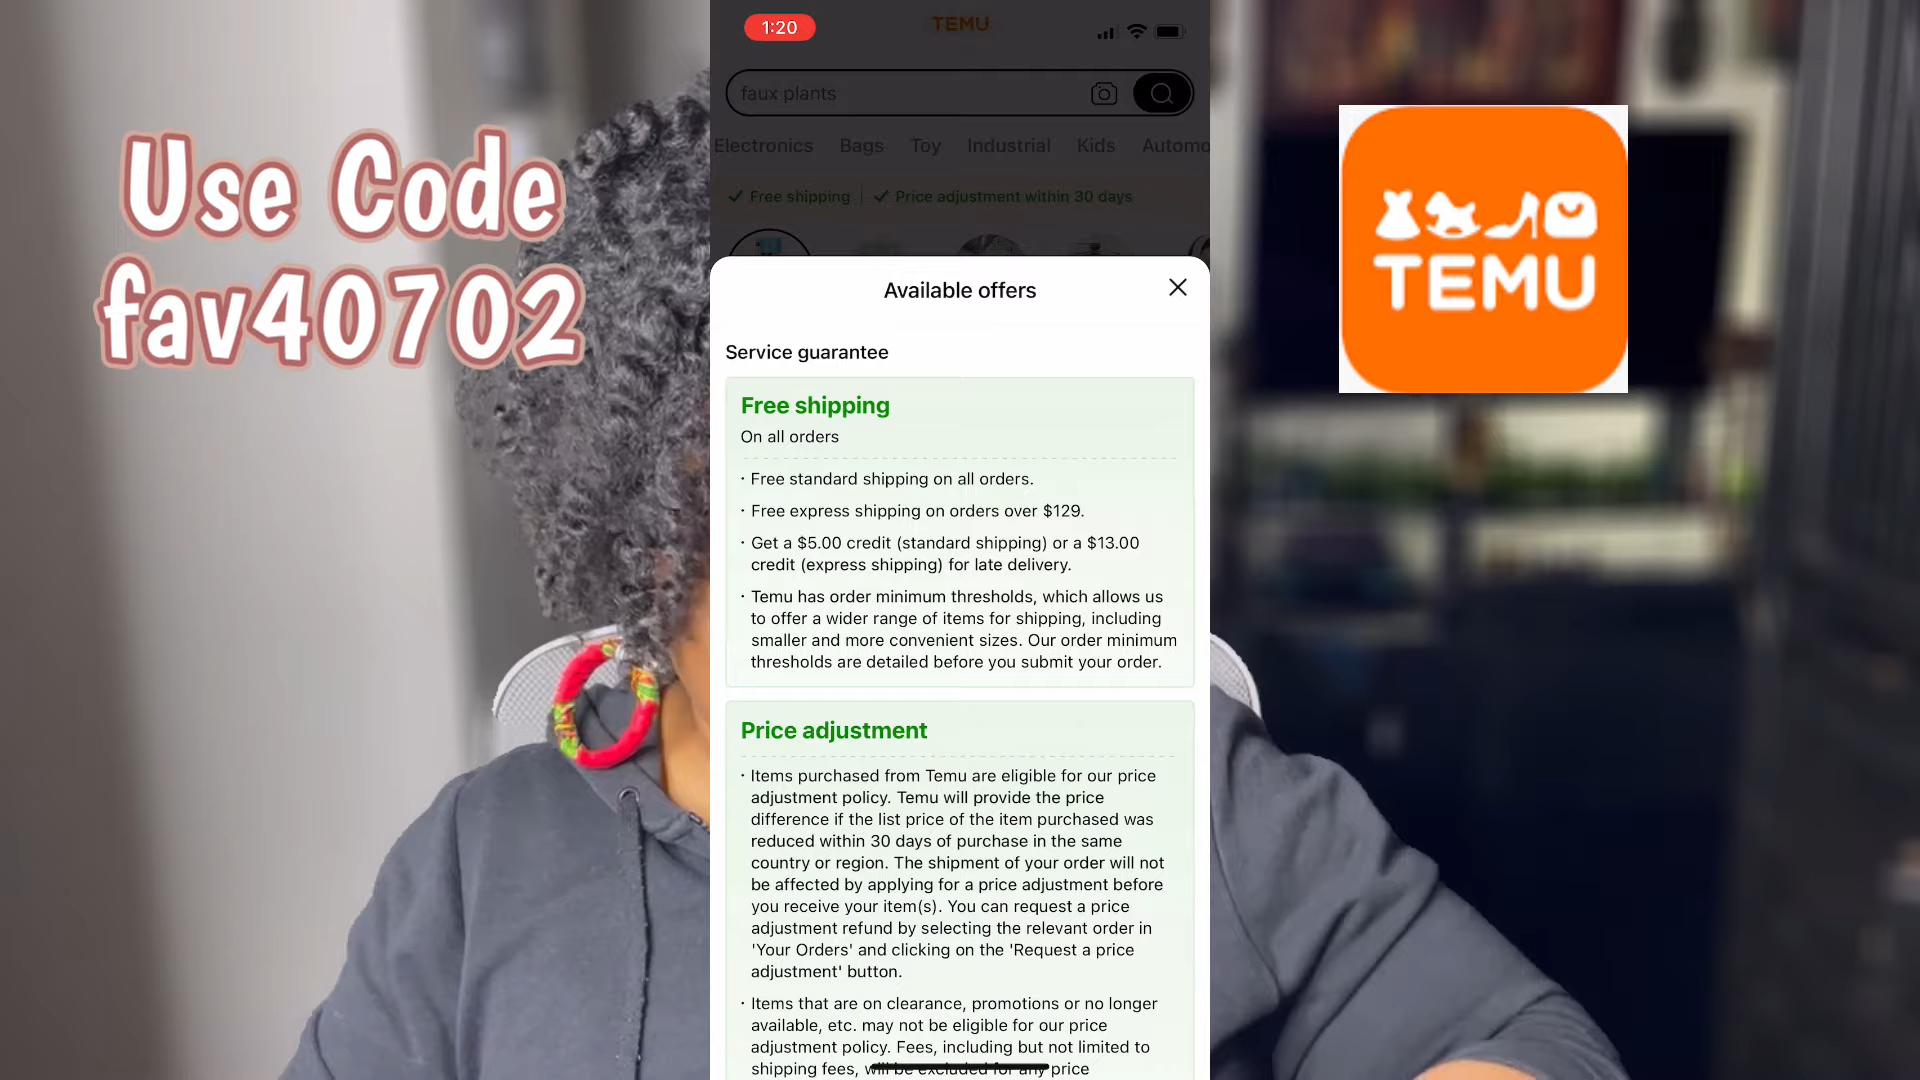 Use Code
fav40702
1:20
TEMU
faux plants
Electronics Bags Toy Industrial Kids Automo
Free shipping Price adjustment within 30 days
Available offers
Service guarantee
Free shipping
On all orders
· Free standard shipping on all orders.
· Free express shipping on orders over $129.
· Get a $5.00 credit (standard shipping) or a $13.00
credit (express shipping) for late delivery.
· Temu has order minimum thresholds, which allows us
to offer a wider range of items for shipping, including
smaller and more convenient sizes. Our order minimum
thresholds are detailed before you submit your order.
Price adjustment
· Items purchased from Temu are eligible for our price
adjustment policy. Temu will provide the price
difference if the list price of the item purchased was
reduced within 30 days of purchase in the same
country or region. The shipment of your order will not
be affected by applying for a price adjustment before
you receive your item(s). You can request a price
adjustment refund by selecting the relevant order in
'Your Orders' and clicking on the 'Request a price
adjustment' button.
· Items that are on clearance, promotions or no longer
available, etc. may not be eligible for our price
adjustment policy. Fees, including but not limited to
shipping fees, will be excluded for any price
TEMU